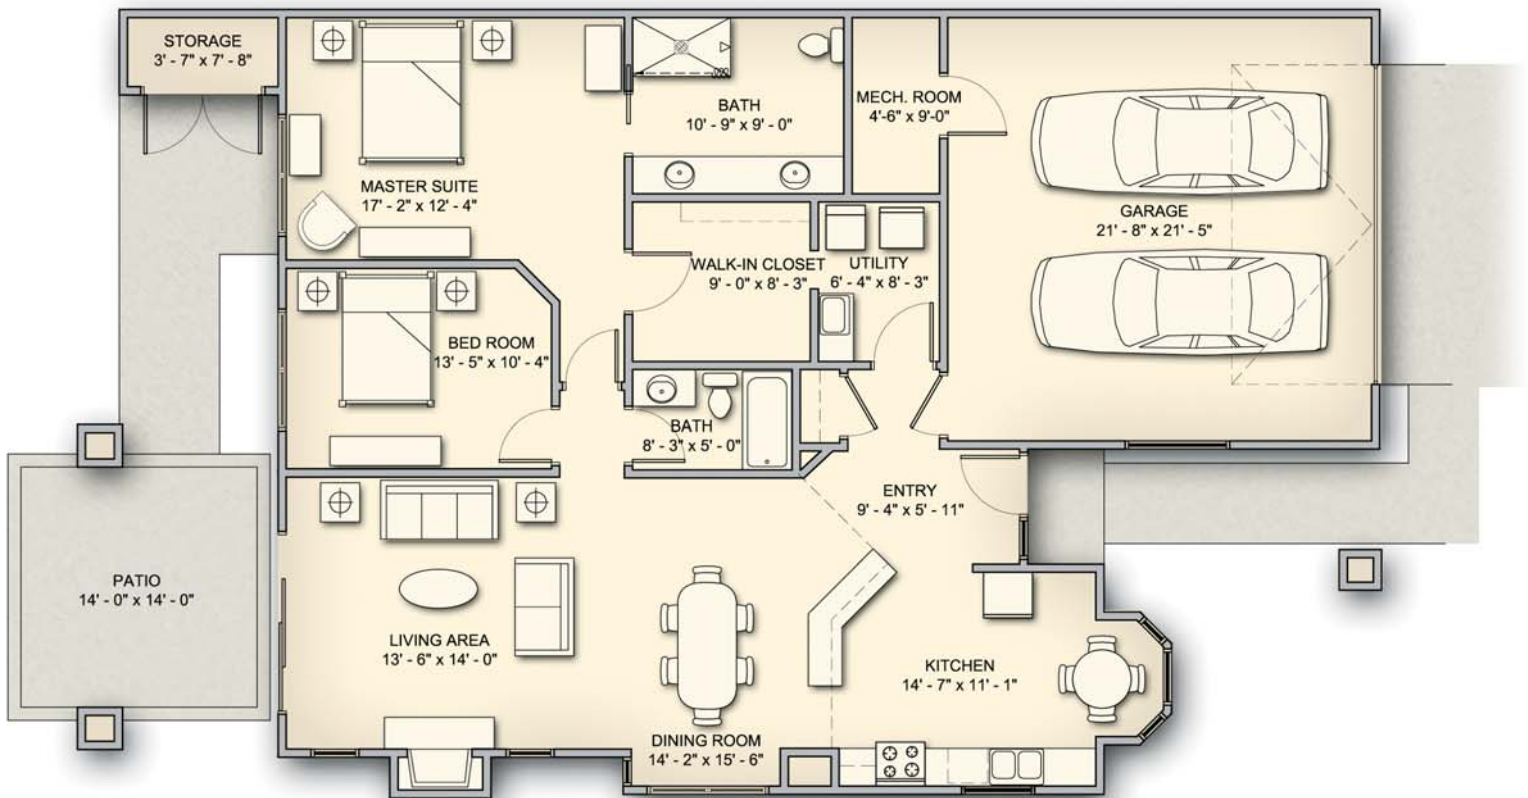 STORAGE
3' - 7" x 7' - 8"
MASTER SUITE
17' - 2" x 12' - 4"
BATH
10' - 9" x 9' - 0"
MECH. ROOM
4'-6" x 9'-0"
GARAGE
21' - 8" x 21' - 5"
WALK-IN CLOSET
9' - 0" x 8' - 3"
UTILITY
6' - 4" x 8' - 3"
BED ROOM
13' - 5" x 10' - 4"
BATH
8' - 3" x 5' - 0"
ENTRY
9' - 4" x 5' - 11"
PATIO
14' - 0" x 14' - 0"
LIVING AREA
13' - 6" x 14' - 0"
KITCHEN
14' - 7" x 11' - 1"
DINING ROOM
14' - 2" x 15' - 6"